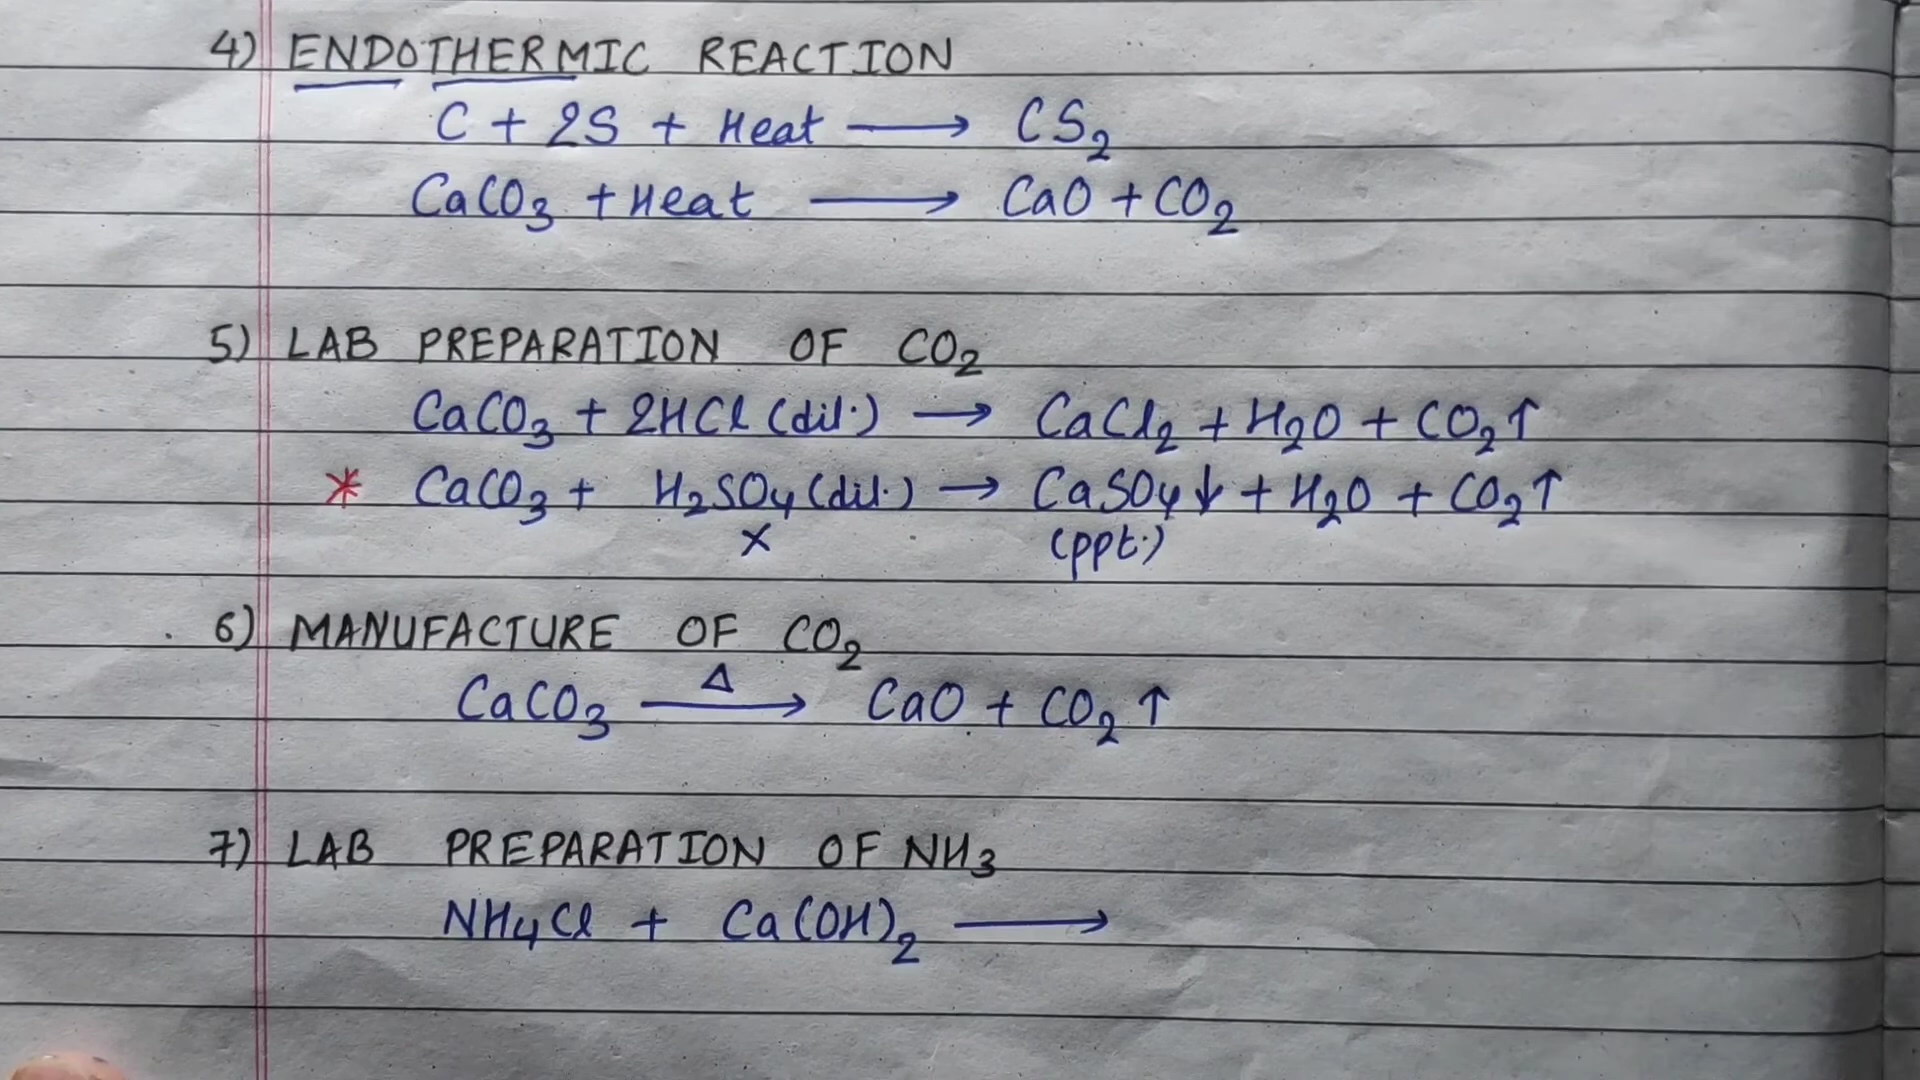 4) ENDOTHERMIC REACTION
C + 2S + Heat ⟶ CS₂
CaCO₃ + Heat ⟶ CaO + CO₂
5) LAB PREPARATION OF CO₂
CaCO₃ + 2HCl (dil.) → CaCl₂ + H₂O + CO₂↑
* CaCO₃ + H₂SO₄ (dil.) → CaSO₄↓ + H₂O + CO₂↑
x (ppt.)
6) MANUFACTURE OF CO₂
Δ
CaCO₃ ⟶ CaO + CO₂↑
7) LAB PREPARATION OF NH₃
NH₄Cl + Ca(OH)₂ ⟶